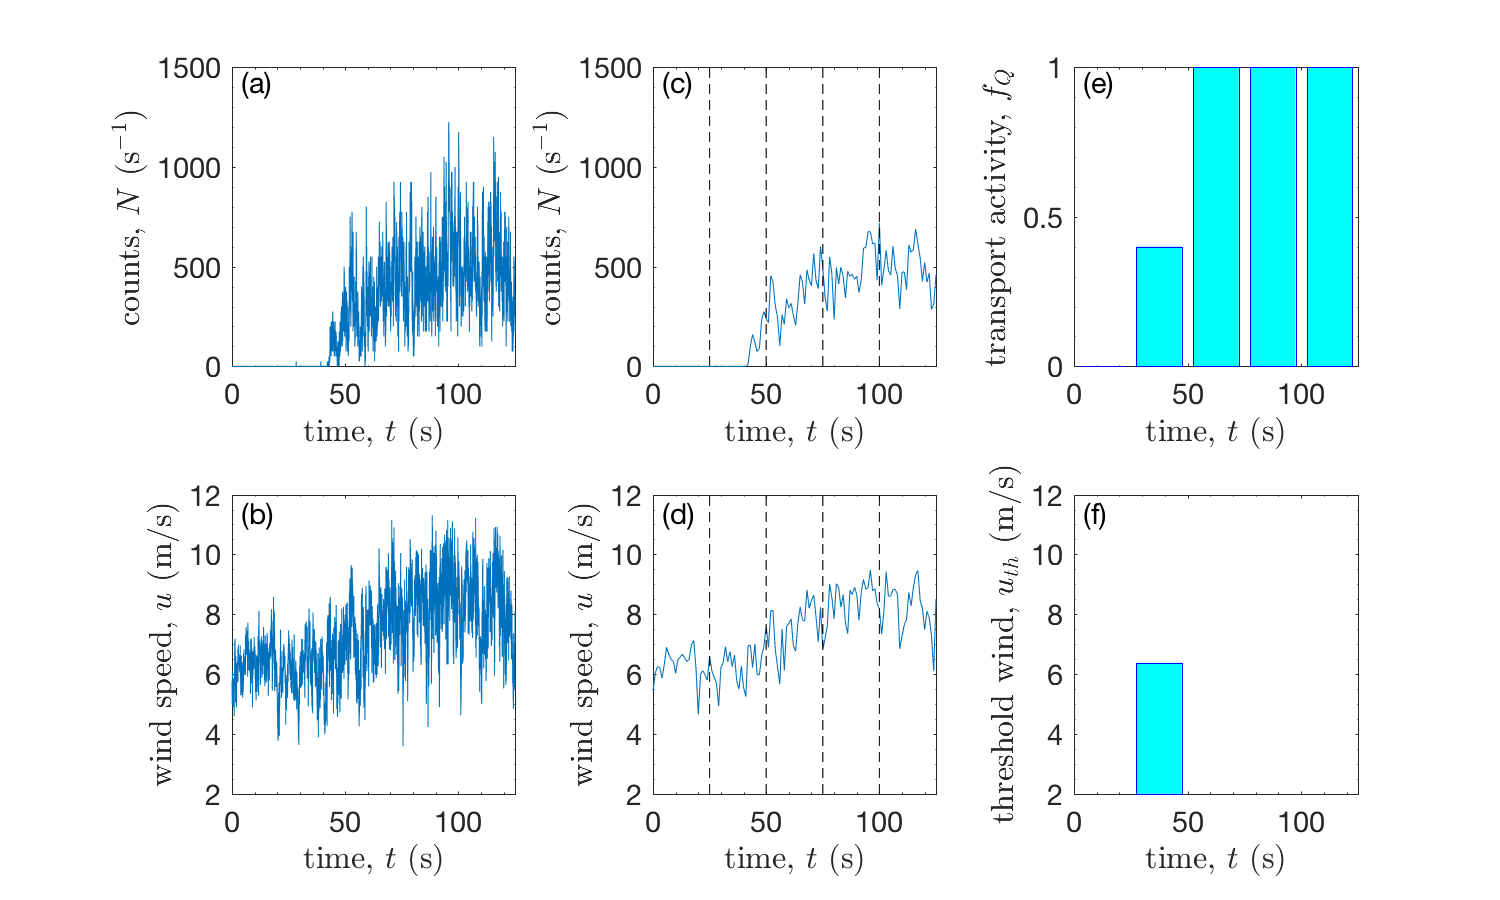 (a)
1500
1000
500
0
counts, N (s⁻¹)
0 50 100
time, t (s)
(c)
1500
1000
500
0
counts, N (s⁻¹)
0 50 100
time, t (s)
(e)
1
0.5
0
transport activity, f_Q
0 50 100
time, t (s)
(b)
12
10
8
6
4
2
wind speed, u (m/s)
0 50 100
time, t (s)
(d)
12
10
8
6
4
2
wind speed, u (m/s)
0 50 100
time, t (s)
(f)
12
10
8
6
4
2
threshold wind, u_th (m/s)
0 50 100
time, t (s)